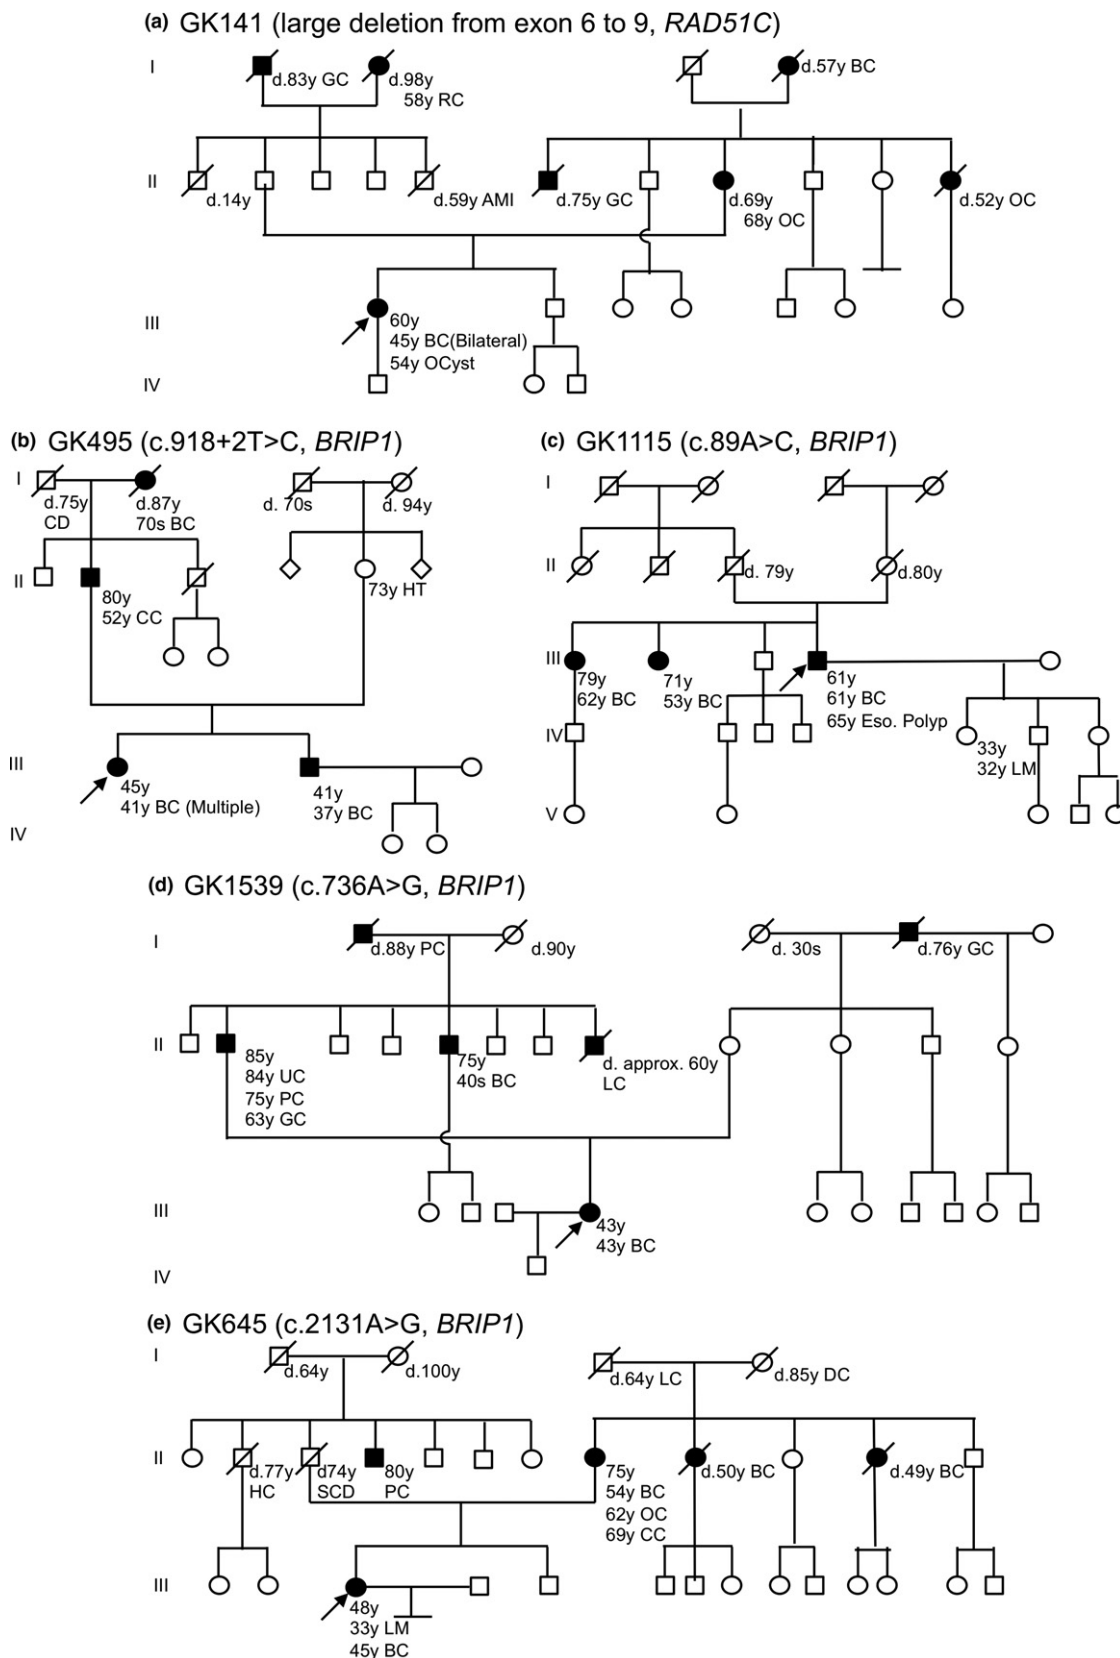 (a) GK141 (large deletion from exon 6 to 9, RAD51C)
I
d.83y GC
d.98y
58y RC
d.57y BC
II
d.14y
d.59y AMI
d.75y GC
d.69y
68y OC
d.52y OC
III
60y
45y BC(Bilateral)
54y OCyst
IV
(b) GK495 (c.918+2T>C, BRIP1)
I
d.75y
CD
d.87y
70s BC
d. 70s
d. 94y
II
80y
52y CC
73y HT
III
45y
41y BC (Multiple)
41y
37y BC
IV
(c) GK1115 (c.89A>C, BRIP1)
I
II
d. 79y
d.80y
III
79y
62y BC
71y
53y BC
61y
61y BC
65y Eso. Polyp
IV
33y
32y LM
V
(d) GK1539 (c.736A>G, BRIP1)
I
d.88y PC
d.90y
d. 30s
d.76y GC
II
85y
84y UC
75y PC
63y GC
75y
40s BC
d. approx. 60y
LC
III
43y
43y BC
IV
(e) GK645 (c.2131A>G, BRIP1)
I
d.64y
d.100y
d.64y LC
d.85y DC
II
d.77y
HC
d74y
SCD
80y
PC
75y
54y BC
62y OC
69y CC
d.50y BC
d.49y BC
III
48y
33y LM
45y BC